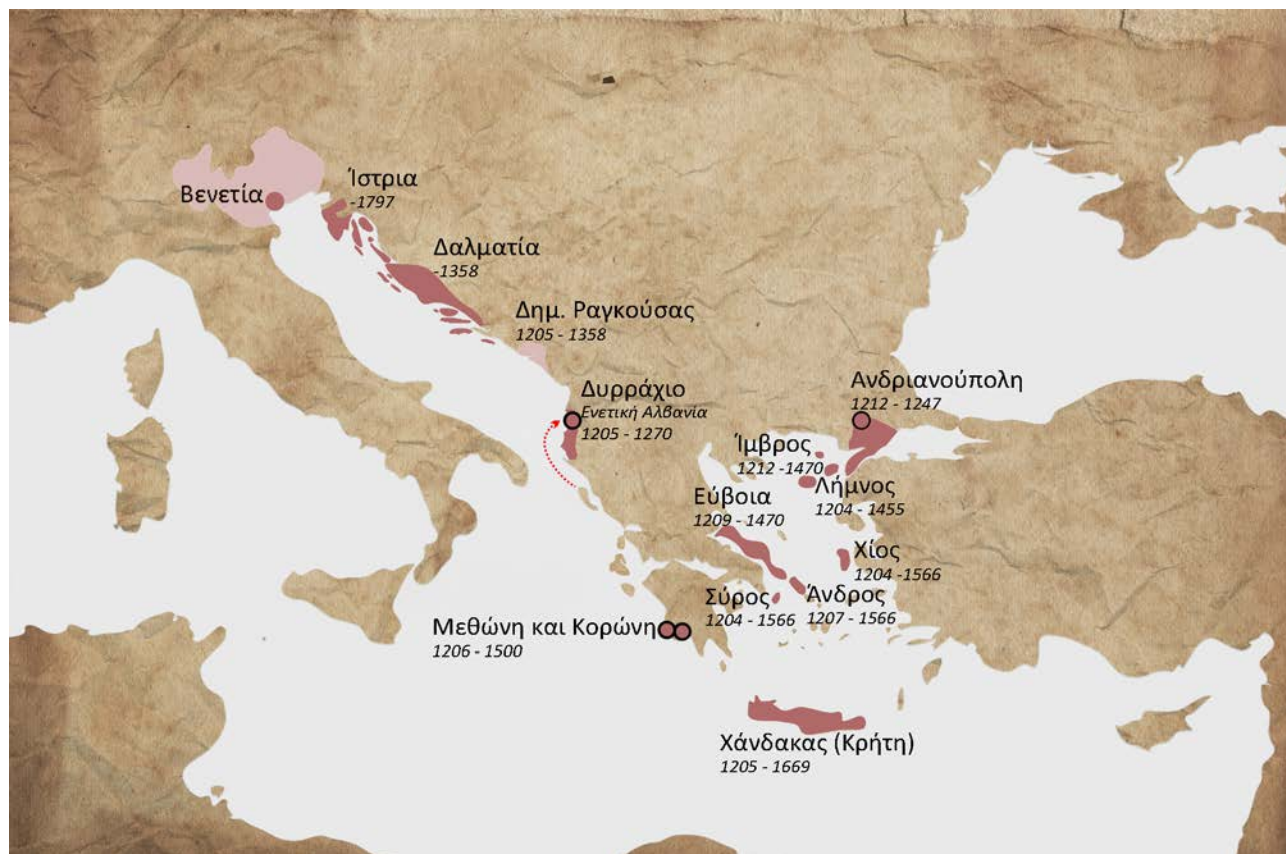 Βενετία
Ίστρια
-1797
Δαλματία
-1358
Δημ. Ραγκούσας
1205 - 1358
Δυρράχιο
Ενετική Αλβανία
1205 - 1270
Ανδριανούπολη
1212 - 1247
Ίμβρος
1212 -1470
Λήμνος
1204 - 1455
Εύβοια
1209 - 1470
Χίος
1204 -1566
Σύρος
1204 - 1566
Άνδρος
1207 - 1566
Μεθώνη και Κορώνη
1206 - 1500
Χάνδακας (Κρήτη)
1205 - 1669